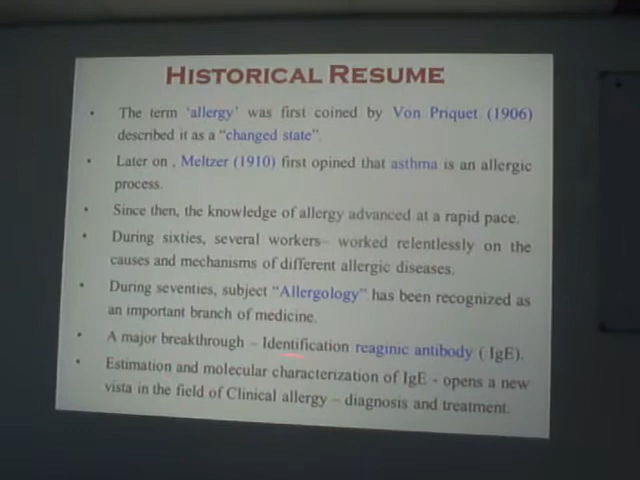 HISTORICAL RESUME
• The term 'allergy' was first coined by Von Priquet (1906)
described it as a "changed state".
• Later on , Meltzer (1910) first opined that asthma is an allergic
process.
• Since then, the knowledge of allergy advanced at a rapid pace.
• During sixties, several workers– worked relentlessly on the
causes and mechanisms of different allergic diseases.
• During seventies, subject "Allergology" has been recognized as
an important branch of medicine.
• A major breakthrough – Identification reaginic antibody ( IgE).
• Estimation and molecular characterization of IgE - opens a new
vista in the field of Clinical allergy – diagnosis and treatment.